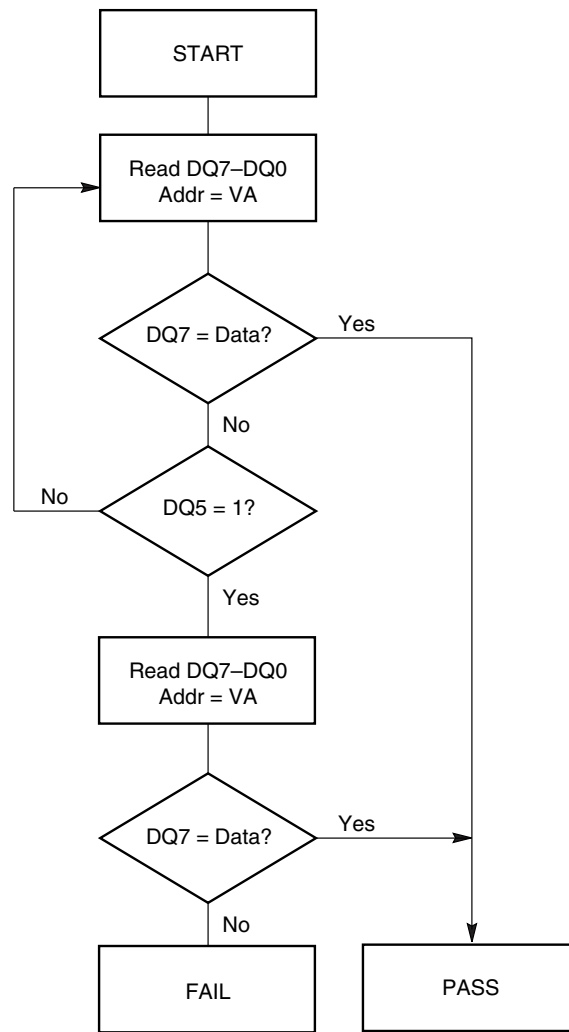 START
Read DQ7–DQ0
Addr = VA
DQ7 = Data?
Yes
No
No
DQ5 = 1?
Yes
Read DQ7–DQ0
Addr = VA
DQ7 = Data?
Yes
No
FAIL
PASS